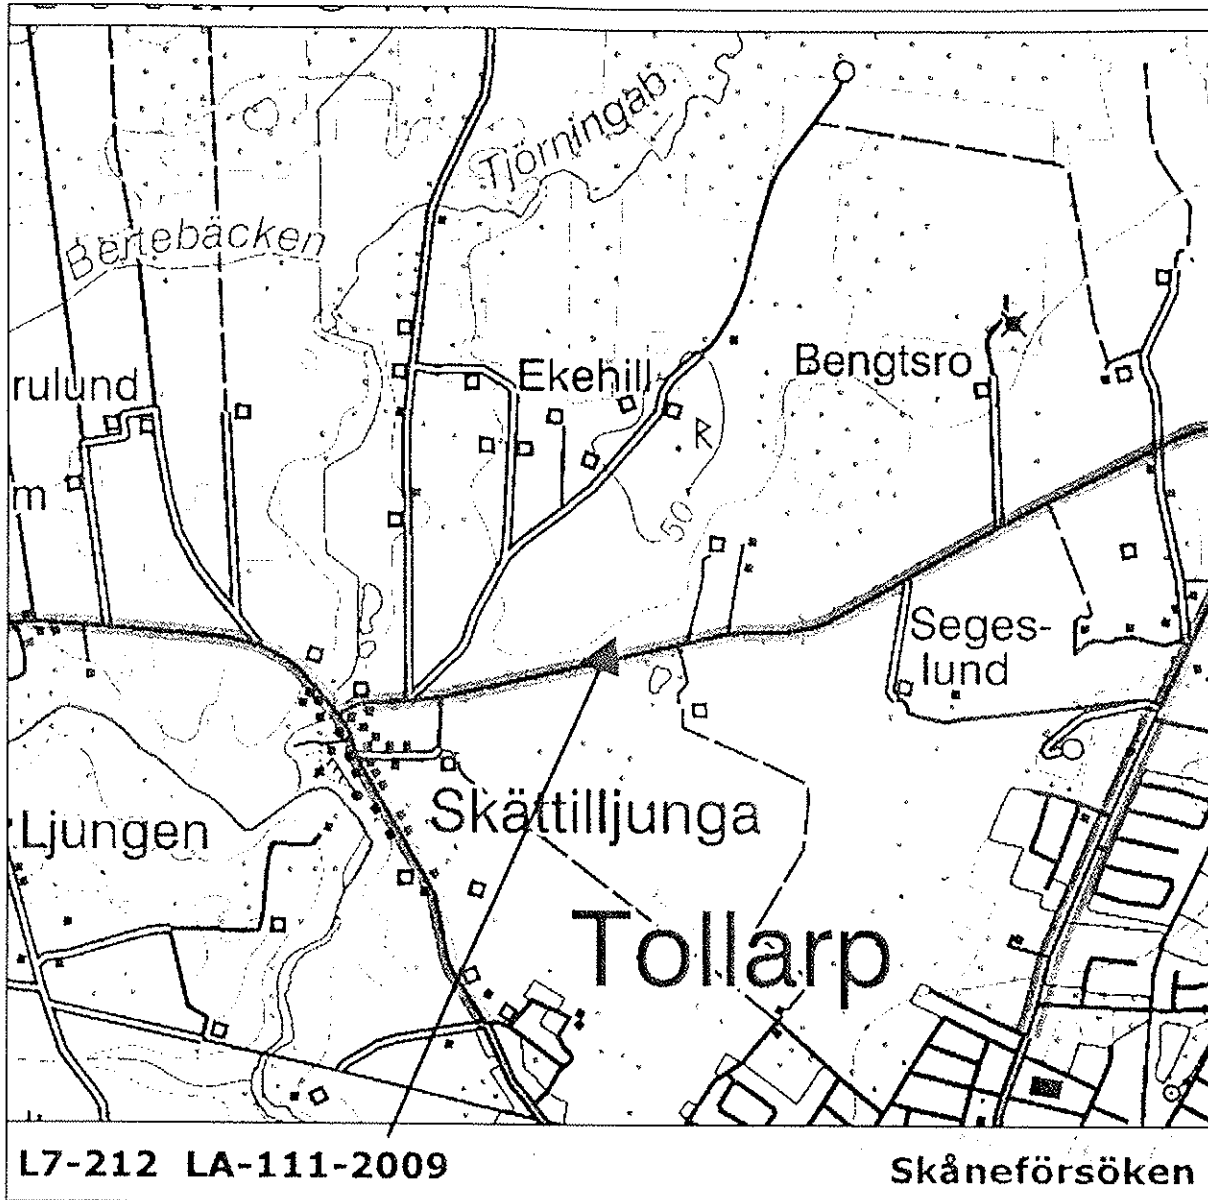 Tjörningab
Bertebäcken
rulund
Ekehill
Bengtsro
R
m
50
Seges-
lund
Ljungen
Skättilljunga
Tollarp
L7-212 LA-111-2009
Skåneförsöken